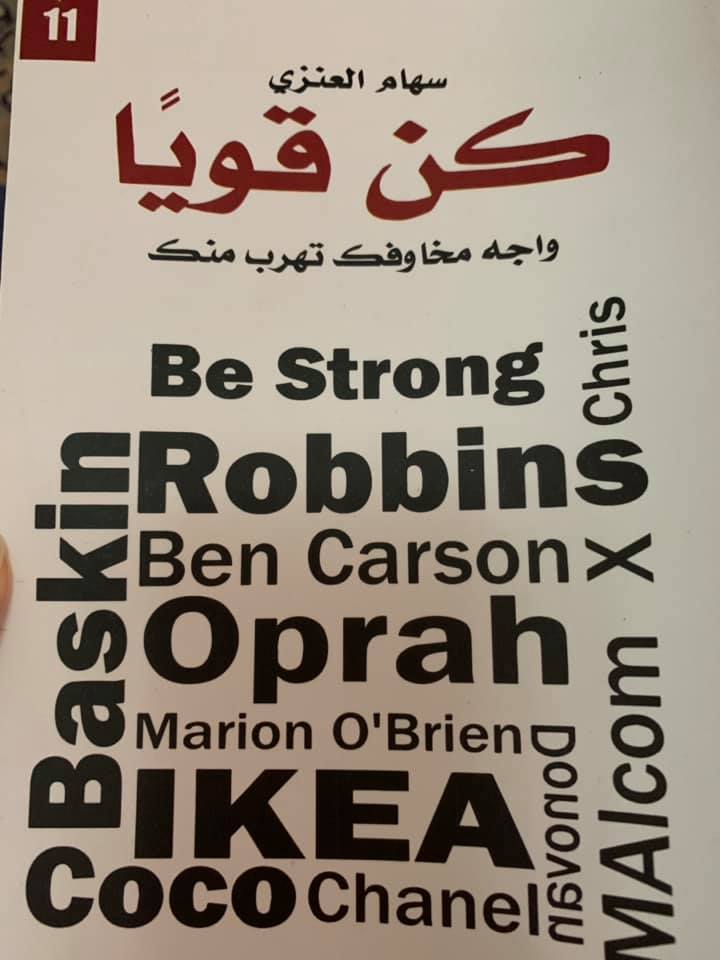 11
سهام العنزي
كن قويًا
واجه مخاوفك تهرب منك
Be Strong
Chris
Baskin
Robbins
Ben Carson
Oprah
Marion O'Brien
Donovan
MAlcom X
IKEA
Coco Chanel